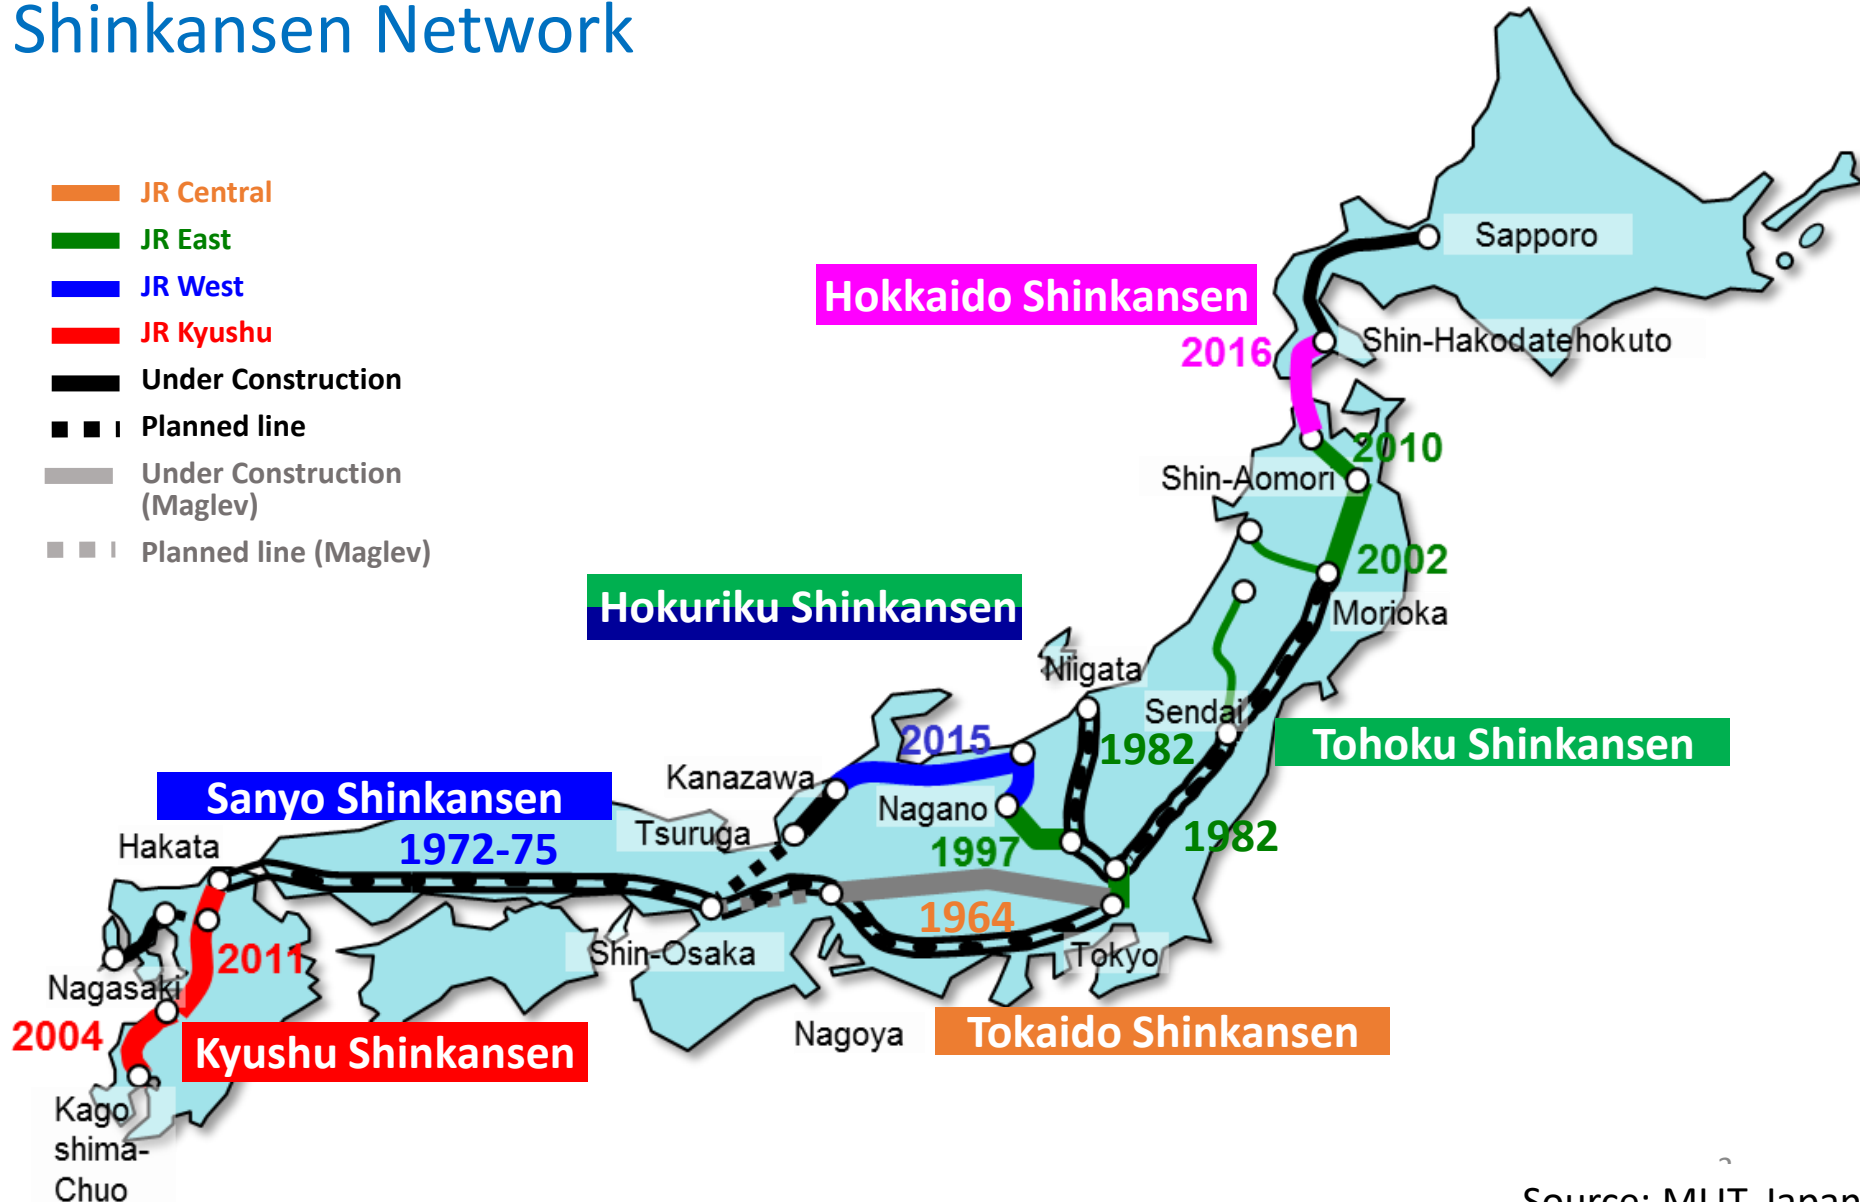 Shinkansen Network
JR Central
JR East
JR West
JR Kyushu
Under Construction
Planned line
Under Construction
(Maglev)
Planned line (Maglev)
Sapporo
Hokkaido Shinkansen
2016
Shin-Hakodatehokuto
2010
Shin-Aomori
2002
Morioka
Hokuriku Shinkansen
Niigata
Sendai
1982
Tohoku Shinkansen
2015
Kanazawa
Nagano
Sanyo Shinkansen
Tsuruga
1997
1982
Hakata
1972-75
1964
Shin-Osaka
Tokyo
2011
Nagasaki
2004
Kyushu Shinkansen
Nagoya
Tokaido Shinkansen
Kago
shima-
Chuo
Source: MLIT, Japan